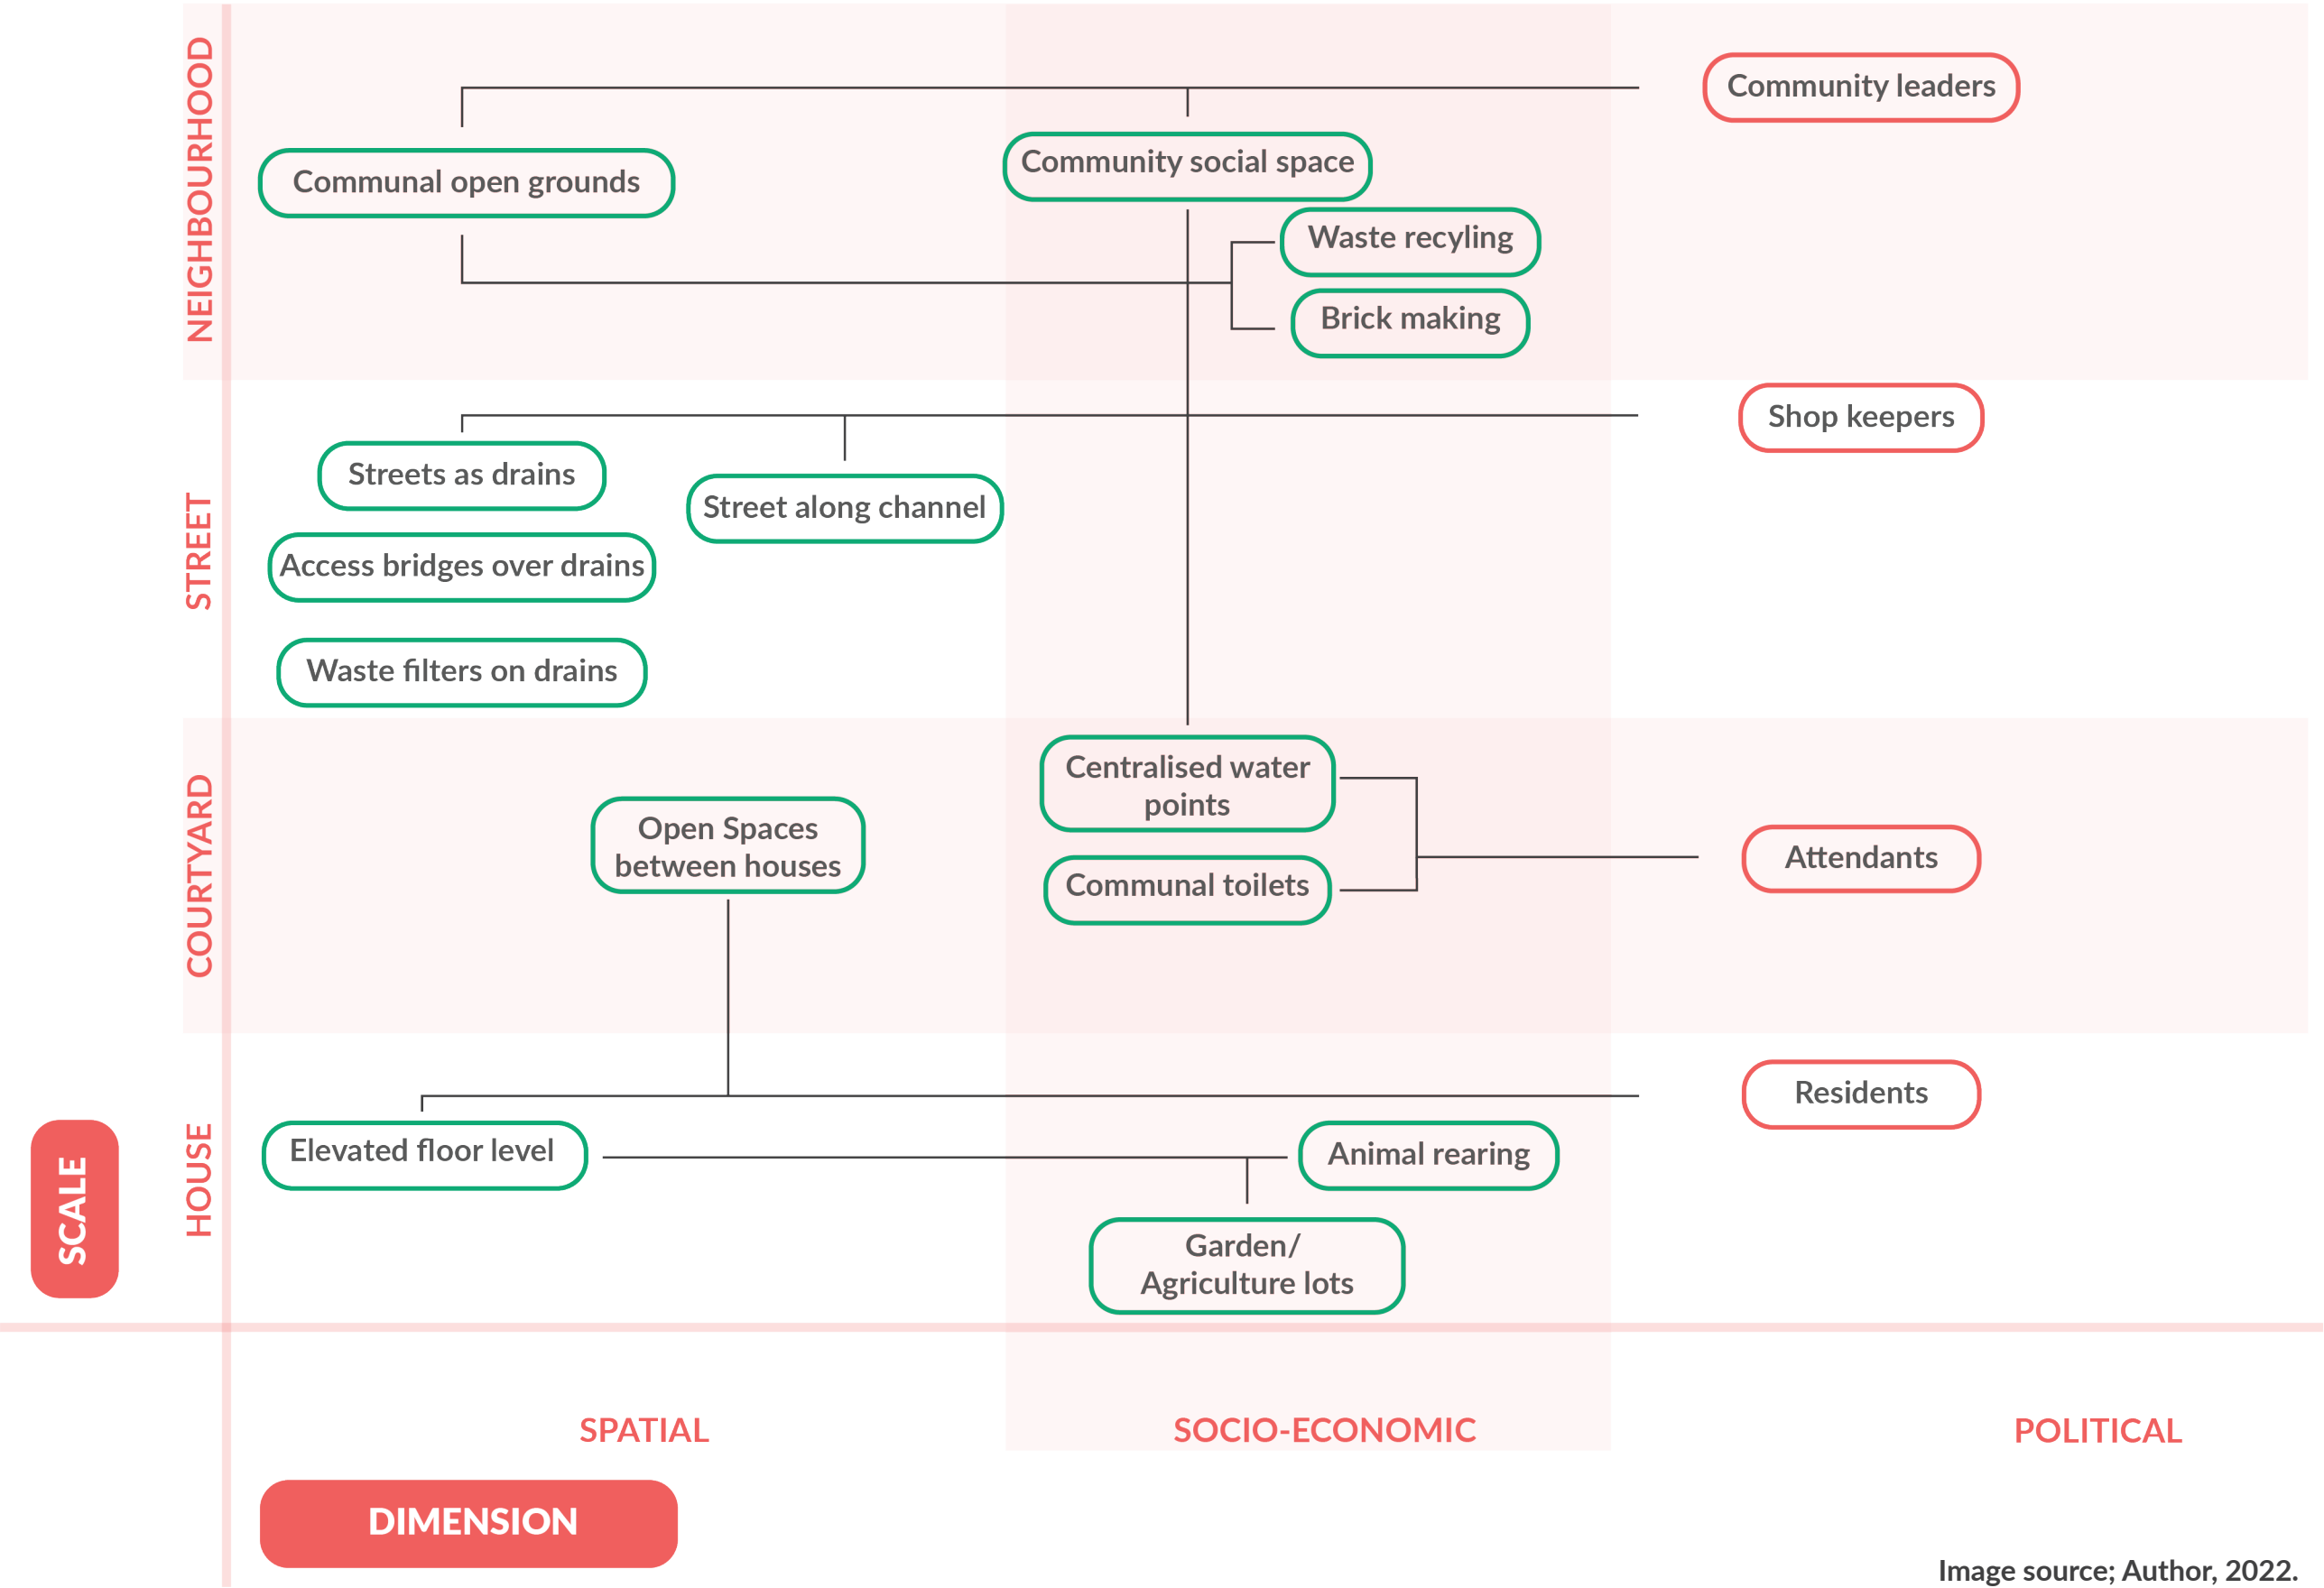 NEIGHBOURHOOD
Community leaders
Communal open grounds
Community social space
Waste recyling
Brick making
STREET
Shop keepers
Streets as drains
Street along channel
Access bridges over drains
Waste filters on drains
COURTYARD
Centralised water
points
Open Spaces
between houses
Communal toilets
Attendants
HOUSE
Residents
Elevated floor level
Animal rearing
Garden/
Agriculture lots
SCALE
SPATIAL
SOCIO-ECONOMIC
POLITICAL
DIMENSION
Image source; Author, 2022.